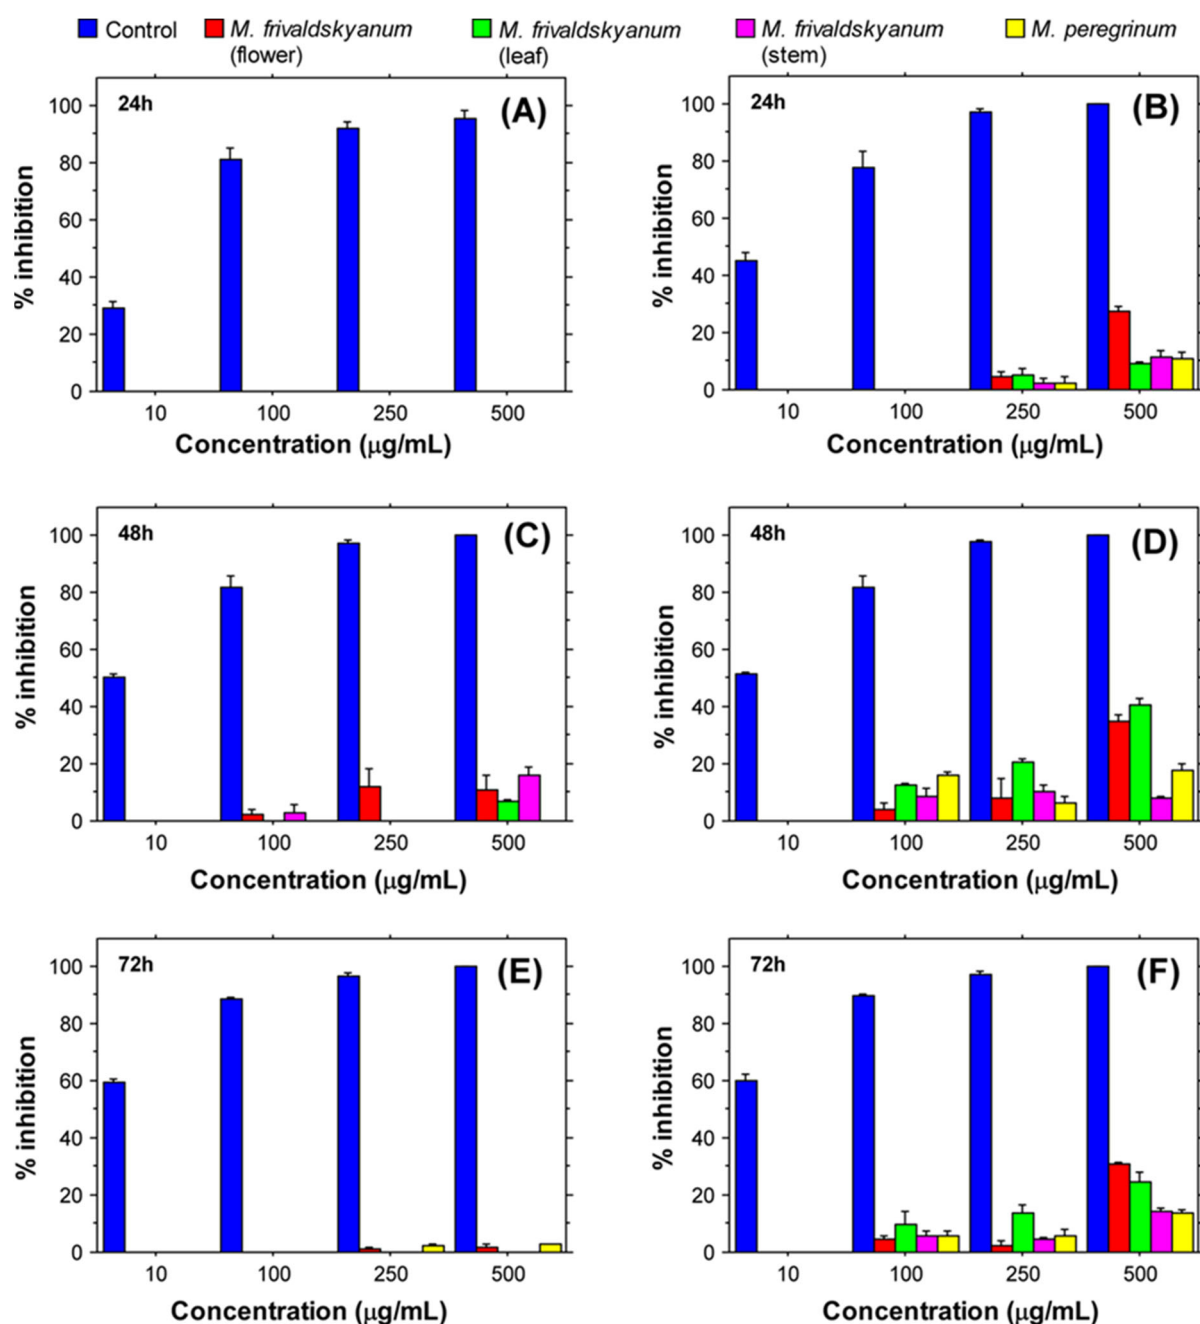 Control M. frivaldskyanum M. frivaldskyanum M. frivaldskyanum M. peregrinum
(flower) (leaf) (stem)
24h (A)
% inhibition
100
80
60
40
20
0
10 100 250 500
Concentration (μg/mL)
24h (B)
% inhibition
100
80
60
40
20
0
10 100 250 500
Concentration (μg/mL)
48h (C)
% inhibition
100
80
60
40
20
0
10 100 250 500
Concentration (μg/mL)
48h (D)
% inhibition
100
80
60
40
20
0
10 100 250 500
Concentration (μg/mL)
72h (E)
% inhibition
100
80
60
40
20
0
10 100 250 500
Concentration (μg/mL)
72h (F)
% inhibition
100
80
60
40
20
0
10 100 250 500
Concentration (μg/mL)